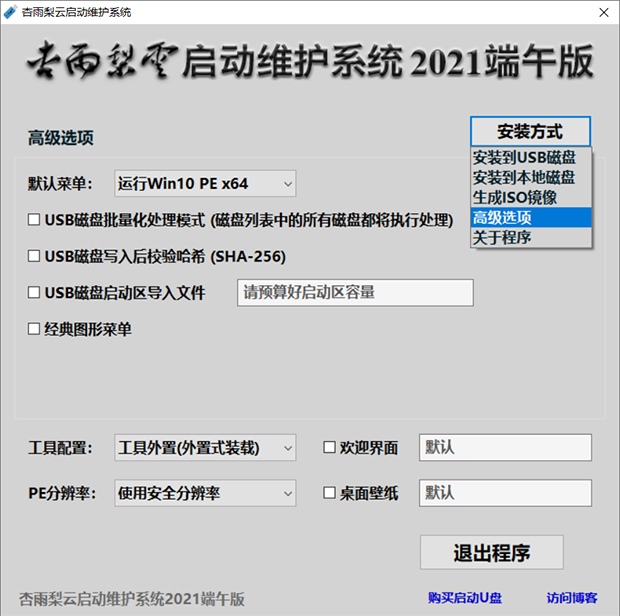 杏雨梨云启动维护系统
杏雨梨雲启动维护系统 2021端午版
高级选项
安装方式
安装到USB磁盘
安装到本地磁盘
生成ISO镜像
高级选项
关于程序
默认菜单： 运行Win10 PE x64
USB磁盘批量化处理模式 (磁盘列表中的所有磁盘都将执行处理)
USB磁盘写入后校验哈希 (SHA-256)
USB磁盘启动区导入文件 请预算好启动区容量
经典图形菜单
工具配置： 工具外置(外置式装载) 欢迎界面 默认
PE分辨率： 使用安全分辨率 桌面壁纸 默认
退出程序
杏雨梨云启动维护系统2021端午版 购买启动U盘 访问博客